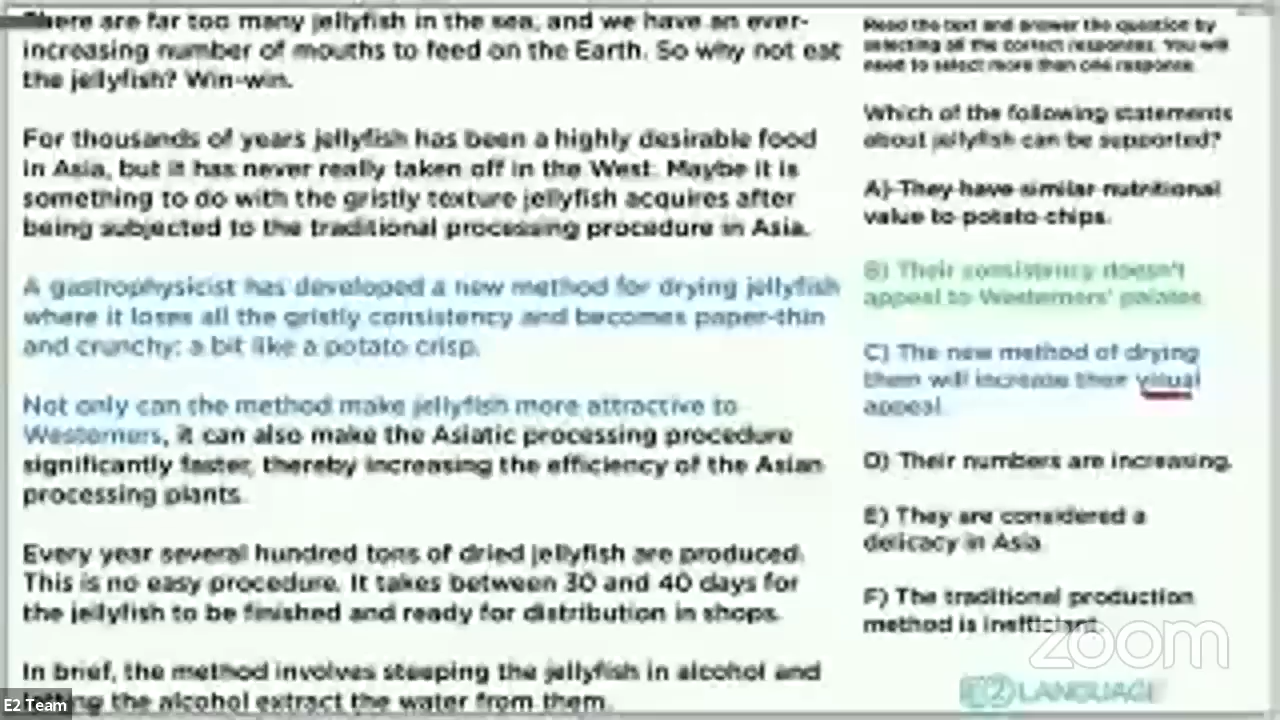 There are far too many jellyfish in the sea, and we have an ever-
increasing number of mouths to feed on the Earth. So why not eat
the jellyfish? Win-win.
For thousands of years jellyfish has been a highly desirable food
in Asia, but it has never really taken off in the West. Maybe it is
something to do with the gristly texture jellyfish acquires after
being subjected to the traditional processing procedure in Asia.
A gastrophysicist has developed a new method for drying jellyfish
where it loses all the gristly consistency and becomes paper-thin
and crunchy; a bit like a potato crisp.
Not only can the method make jellyfish more attractive to
Westerners, it can also make the Asiatic processing procedure
significantly faster, thereby increasing the efficiency of the Asian
processing plants.
Every year several hundred tons of dried jellyfish are produced.
This is no easy procedure. It takes between 30 and 40 days for
the jellyfish to be finished and ready for distribution in shops.
In brief, the method involves steeping the jellyfish in alcohol and
letting the alcohol extract the water from them.
Read the text and answer the question by
selecting all the correct responses. You will
need to select more than one response.
Which of the following statements
about jellyfish can be supported?
A) They have similar nutritional
value to potato chips.
B) Their consistency doesn't
appeal to Westerners' palates.
C) The new method of drying
them will increase their visual
appeal.
D) Their numbers are increasing.
E) They are considered a
delicacy in Asia.
F) The traditional production
method is inefficient.
zoom
E2 LANGUAGE
E2 Team